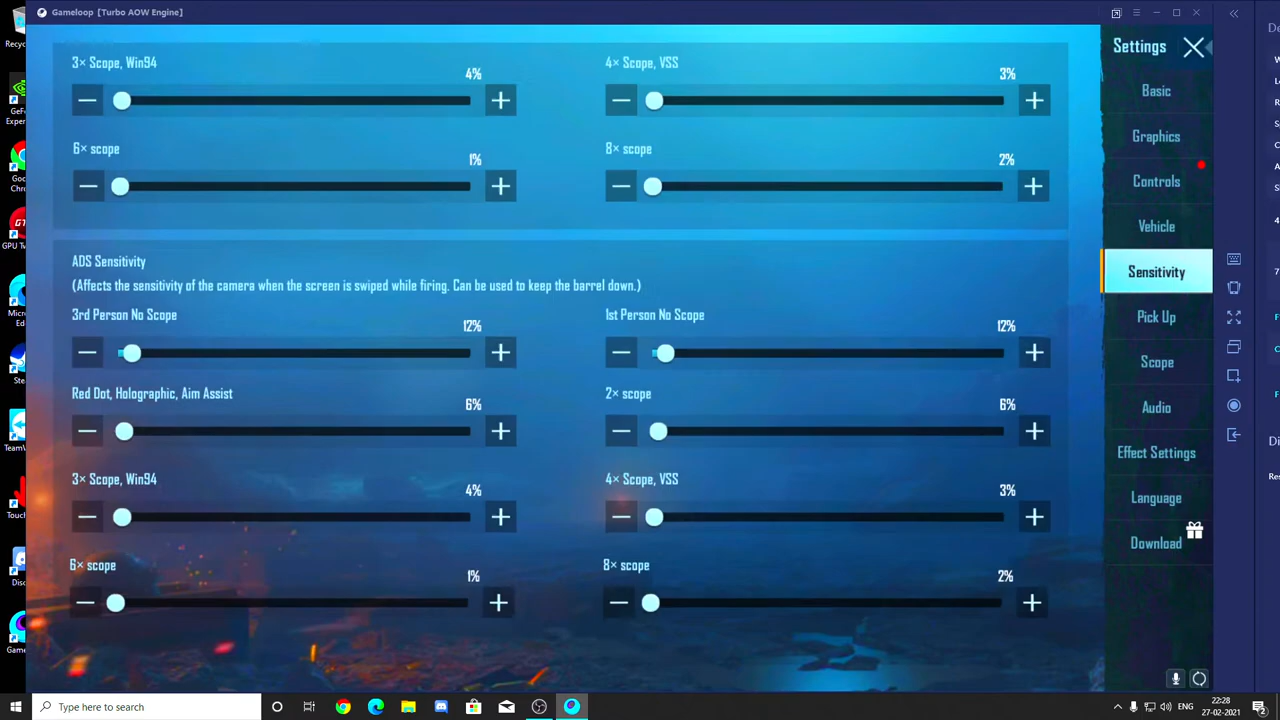 Gameloop [Turbo AOW Engine]
3× Scope, Win94
4%
4× Scope, VSS
3%
6× scope
1%
8× scope
2%
ADS Sensitivity
(Affects the sensitivity of the camera when the screen is swiped while firing. Can be used to keep the barrel down.)
3rd Person No Scope
12%
1st Person No Scope
12%
Red Dot, Holographic, Aim Assist
6%
2× scope
6%
3× Scope, Win94
4%
4× Scope, VSS
3%
6× scope
1%
8× scope
2%
Settings
Basic
Graphics
Controls
Vehicle
Sensitivity
Pick Up
Scope
Audio
Effect Settings
Language
Download
Type here to search
ENG
22:28
27-02-2021
2